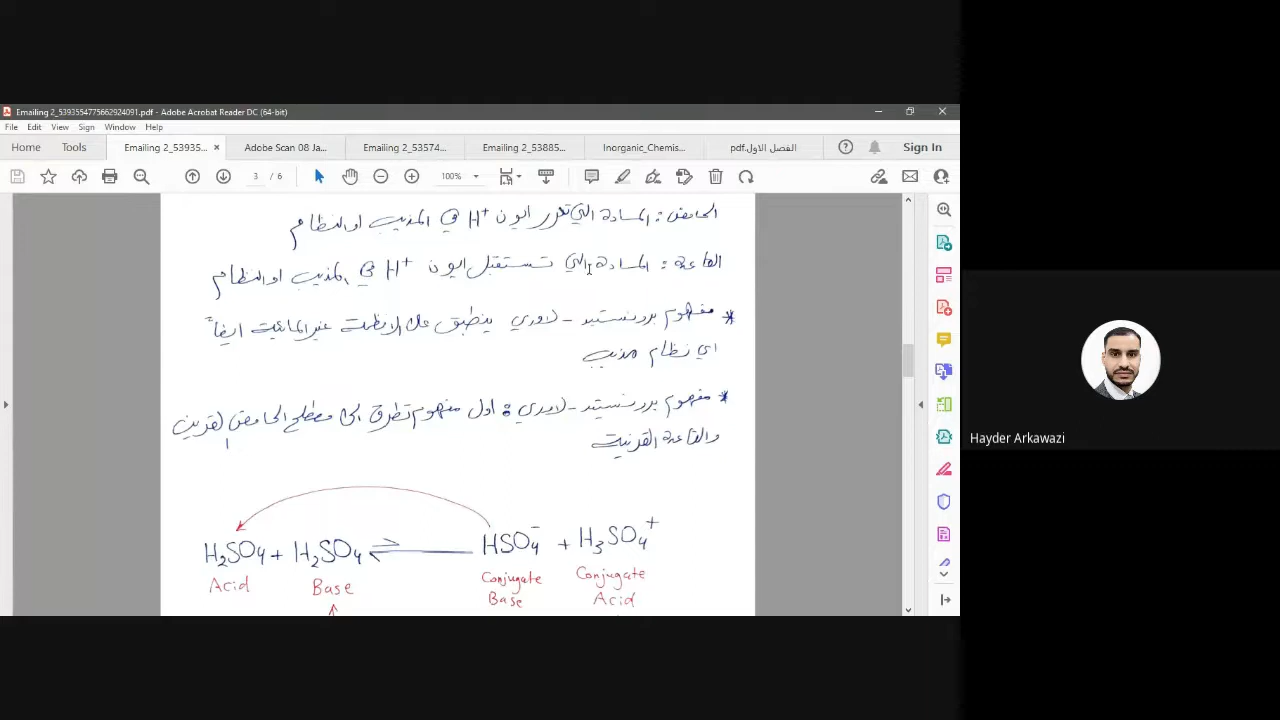 Emailing 2_5393554775662924091.pdf - Adobe Acrobat Reader DC (64-bit)
File Edit View Sign Window Help
Home Tools Emailing 2_53935... × Adobe Scan 08 Ja... Emailing 2_53574... Emailing 2_53885... Inorganic_Chemis... الفصل الاول.pdf Sign In
3 / 6 100%
الحامض : المادة التي تحرر ايون H+ في المذيب او النظام
القاعدة : المادة التي تستقبل ايون H+ في المذيب او النظام
* مفهوم برونستيد - لاوري ينطبق على الانظمة غير المائية ايضاً
اي نظام مذيب
* مفهوم برونستيد - لاوري : اول مفهوم تطرق الى مصطلح الحامض القرين
والقاعدة القرينة
H2SO4 + H2SO4 ⇌ HSO4- + H3SO4+
Acid Base Conjugate Base Conjugate Acid
Hayder Arkawazi